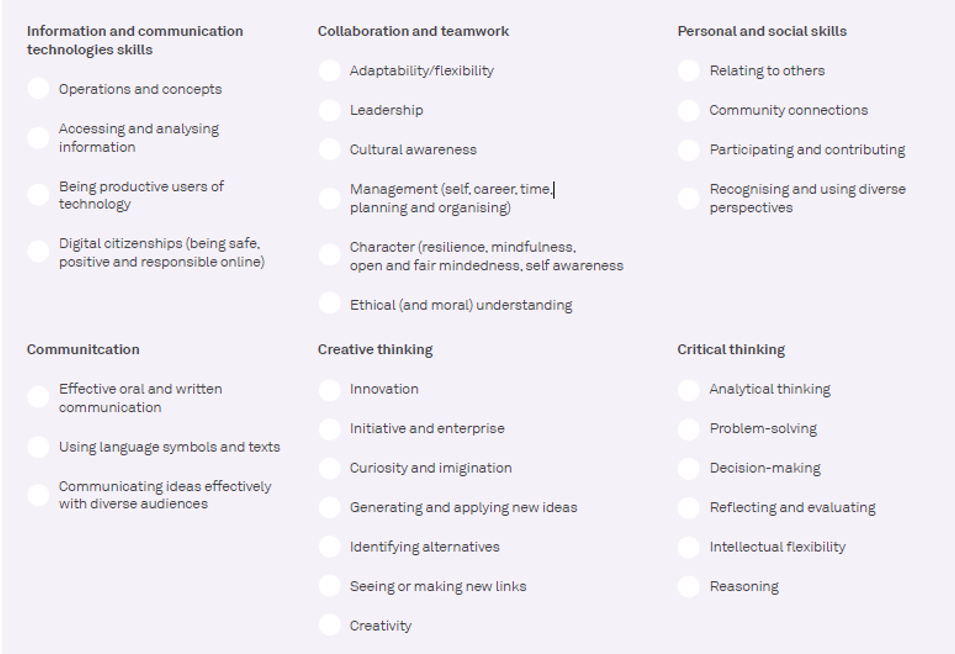 Information and communication
technologies skills
Operations and concepts
Accessing and analysing
information
Being productive users of
technology
Digital citizenships (being safe,
positive and responsible online)
Collaboration and teamwork
Adaptability/flexibility
Leadership
Cultural awareness
Management (self, career, time,
planning and organising)
Character (resilience, mindfulness,
open and fair mindedness, self awareness
Ethical (and moral) understanding
Personal and social skills
Relating to others
Community connections
Participating and contributing
Recognising and using diverse
perspectives
Communitcation
Effective oral and written
communication
Using language symbols and texts
Communicating ideas effectively
with diverse audiences
Creative thinking
Innovation
Initiative and enterprise
Curiosity and imigination
Generating and applying new ideas
Identifying alternatives
Seeing or making new links
Creativity
Critical thinking
Analytical thinking
Problem-solving
Decision-making
Reflecting and evaluating
Intellectual flexibility
Reasoning